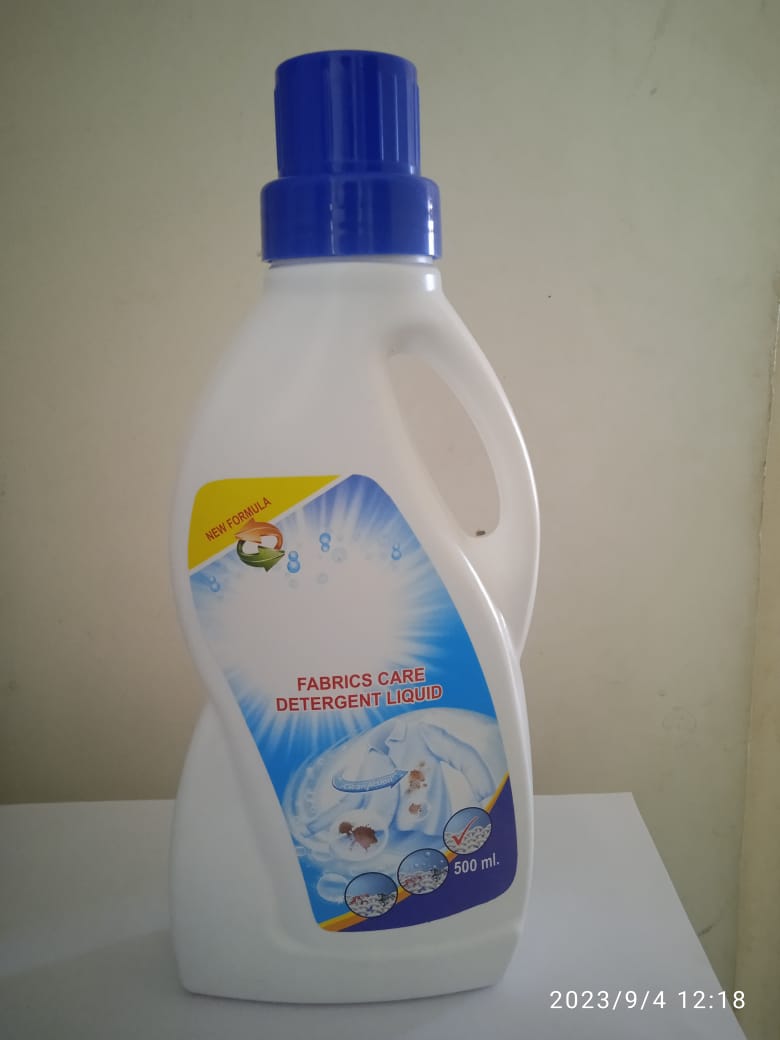 NEW FORMULA
FABRICS CARE
DETERGENT LIQUID
500 ml.
2023/9/4 12:18